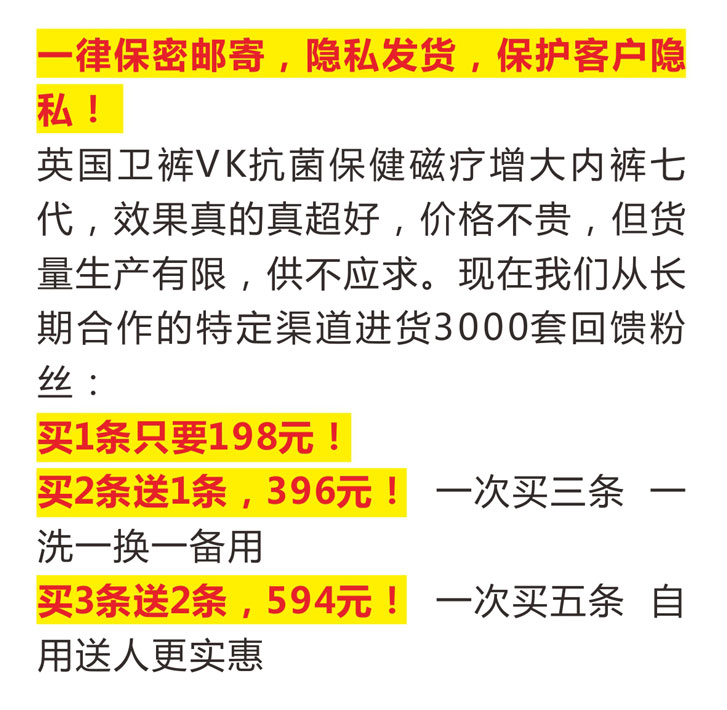 一律保密邮寄，隐私发货，保护客户隐
私！
英国卫裤VK抗菌保健磁疗增大内裤七
代，效果真的真超好，价格不贵，但货
量生产有限，供不应求。现在我们从长
期合作的特定渠道进货3000套回馈粉
丝：
买1条只要198元！
买2条送1条，396元！ 一次买三条 一
洗一换一备用
买3条送2条，594元！ 一次买五条 自
用送人更实惠